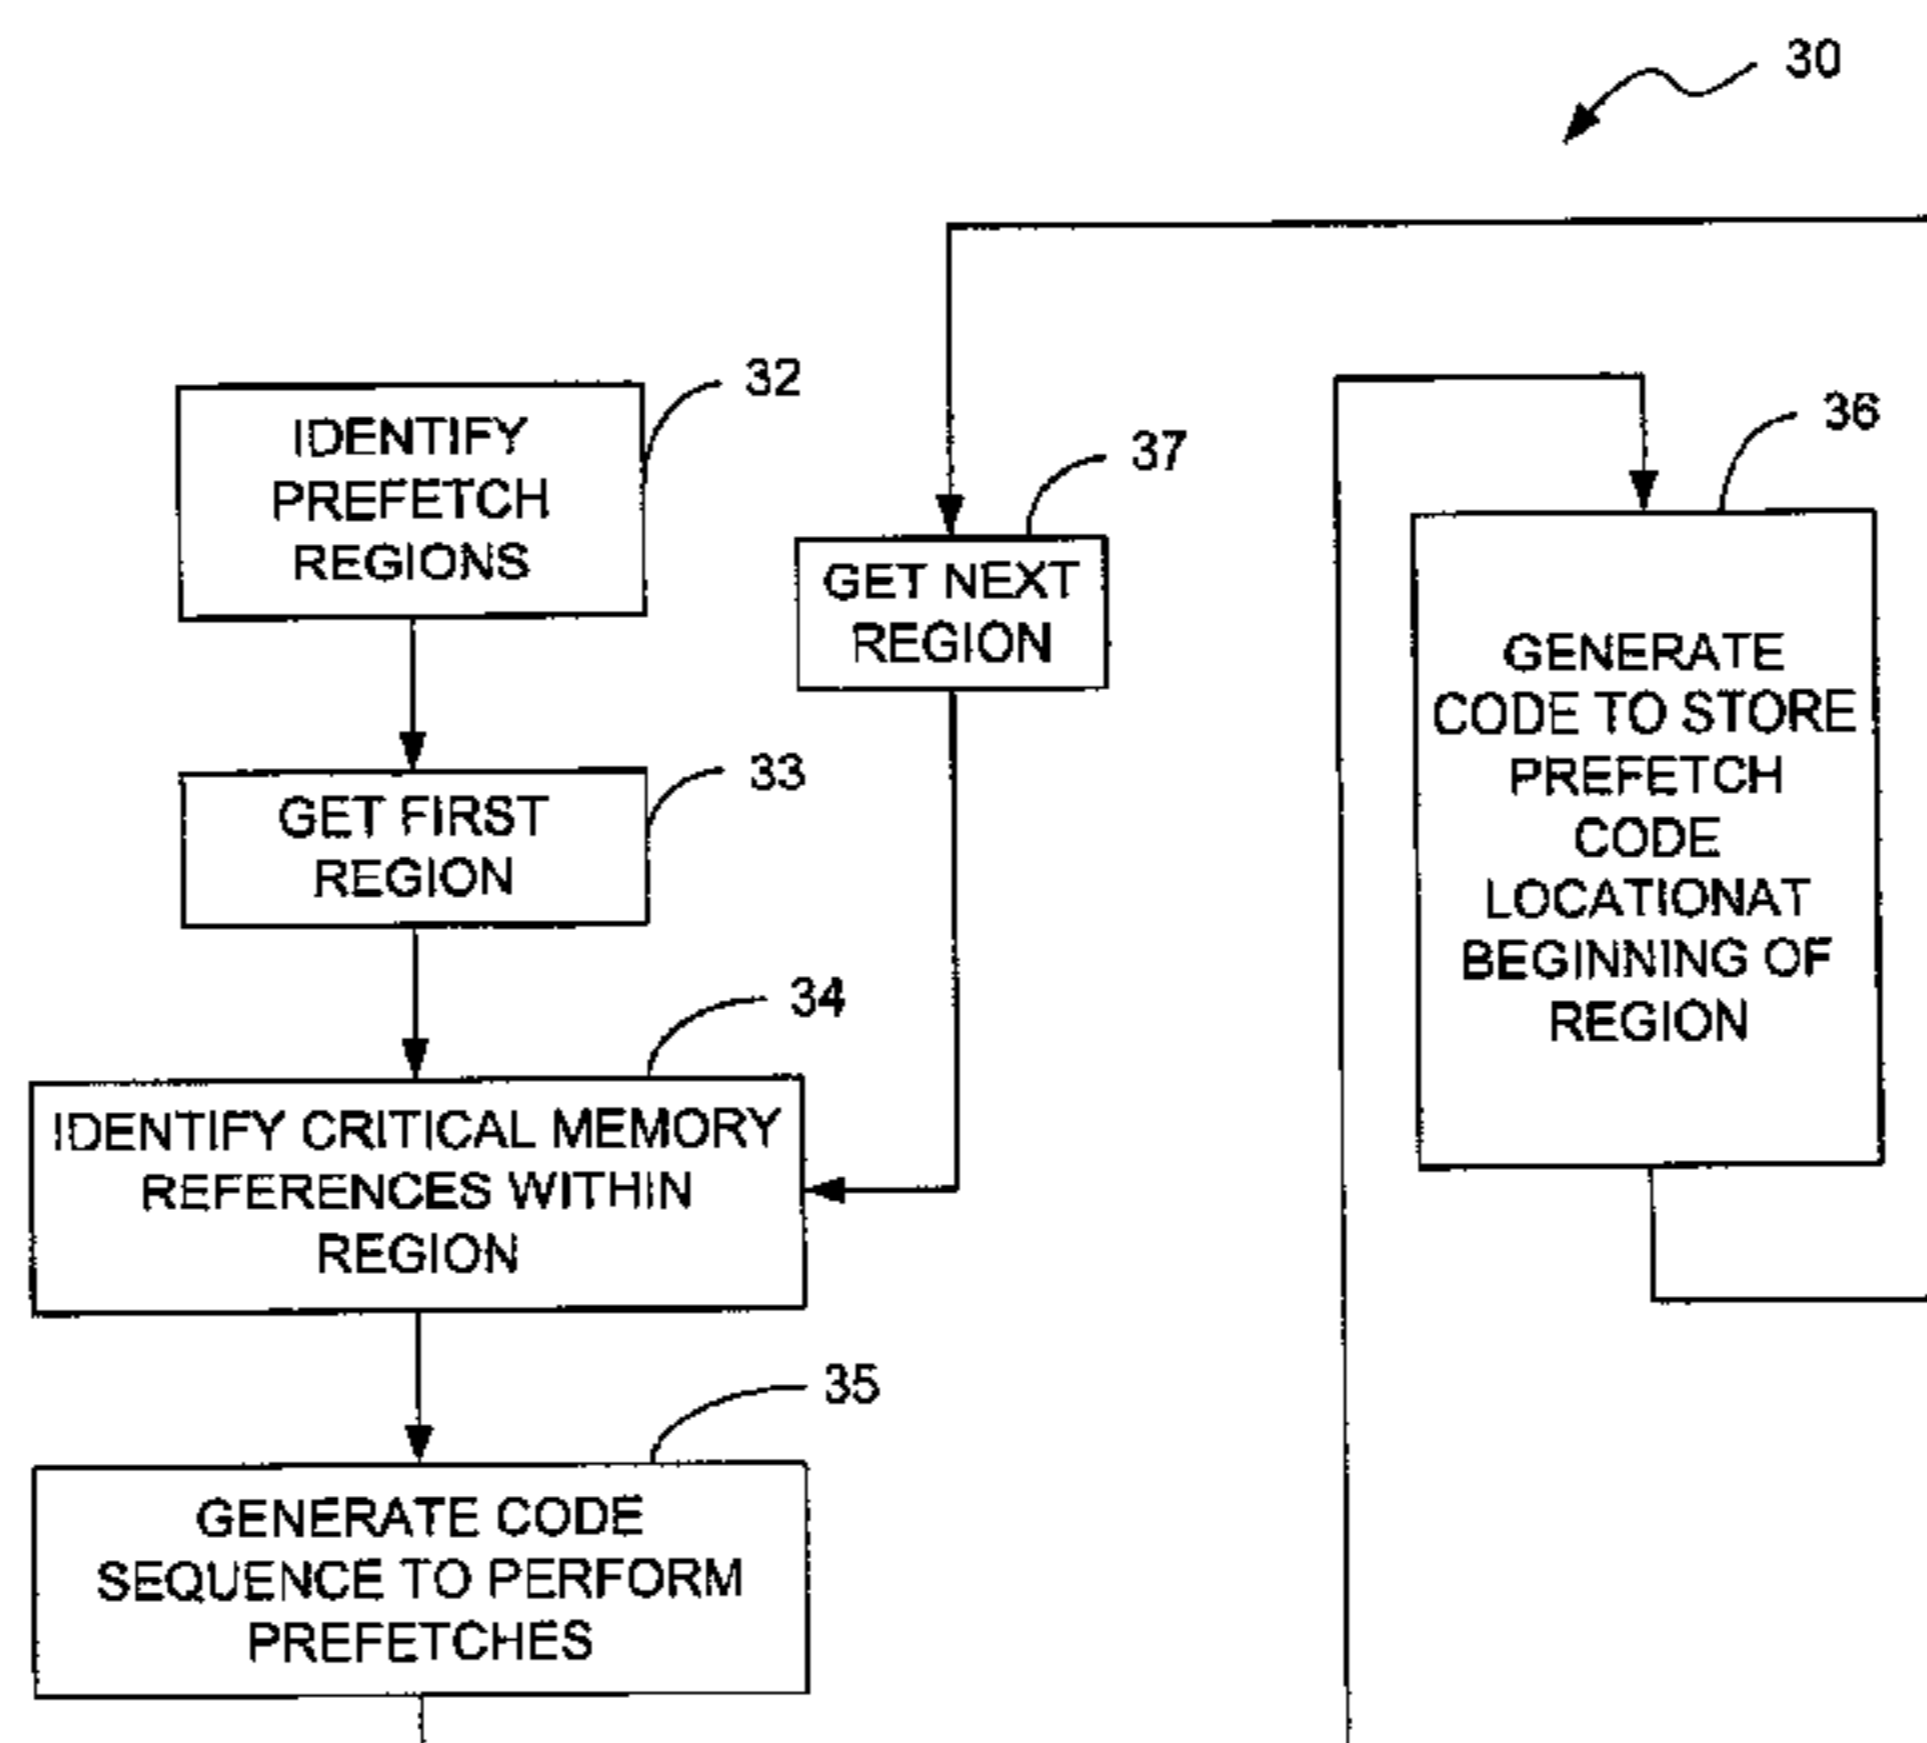 30
32
IDENTIFY
PREFETCH
REGIONS
37
GET NEXT
REGION
36
GENERATE
CODE TO STORE
PREFETCH
CODE
LOCATIONAT
BEGINNING OF
REGION
33
GET FIRST
REGION
34
IDENTIFY CRITICAL MEMORY
REFERENCES WITHIN
REGION
35
GENERATE CODE
SEQUENCE TO PERFORM
PREFETCHES